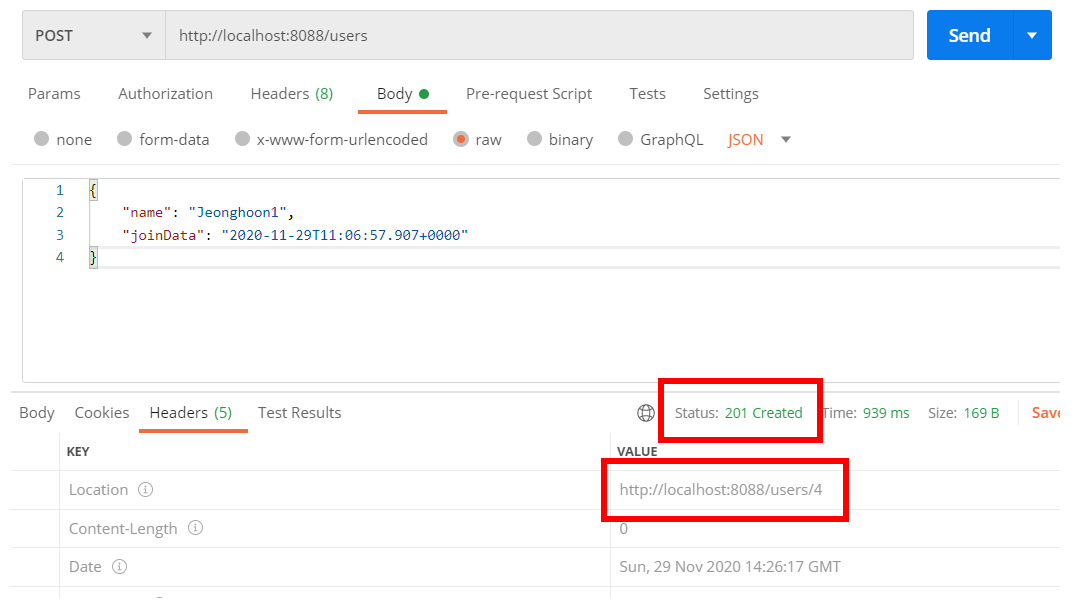 POST http://localhost:8088/users Send
Params Authorization Headers (8) Body Pre-request Script Tests Settings
none form-data x-www-form-urlencoded raw binary GraphQL JSON
1 {
2 "name": "Jeonghoon1",
3 "joinData": "2020-11-29T11:06:57.907+0000"
4 }
Body Cookies Headers (5) Test Results Status: 201 Created Time: 939 ms Size: 169 B Save
KEY VALUE
Location http://localhost:8088/users/4
Content-Length 0
Date Sun, 29 Nov 2020 14:26:17 GMT